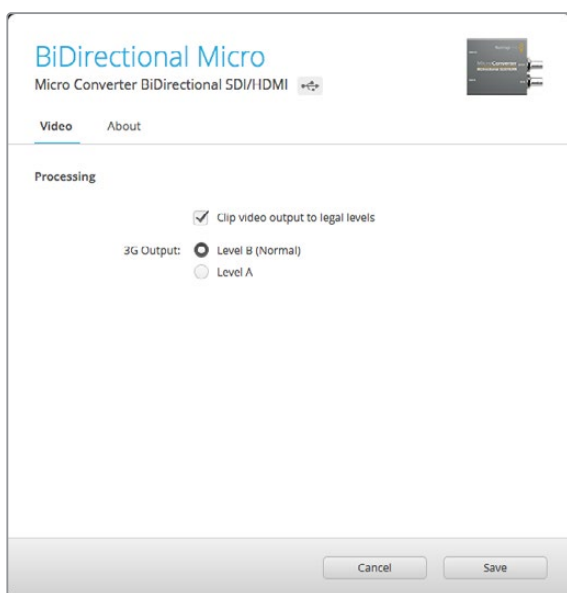 BiDirectional Micro
Micro Converter BiDirectional SDI/HDMI
Video About
Processing
Clip video output to legal levels
3G Output: Level B (Normal)
Level A
Cancel Save